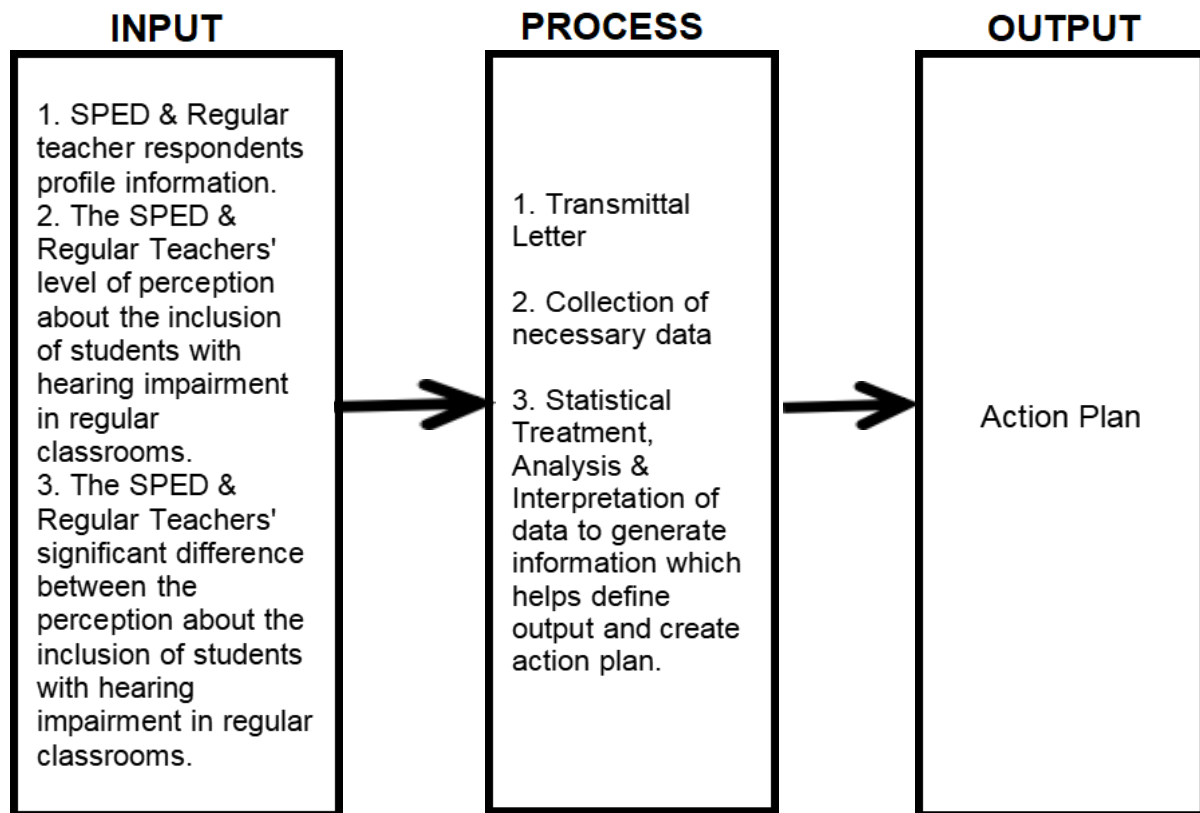 INPUT
1. SPED & Regular
teacher respondents
profile information.
2. The SPED &
Regular Teachers'
level of perception
about the inclusion
of students with
hearing impairment
in regular
classrooms.
3. The SPED &
Regular Teachers'
significant difference
between the
perception about the
inclusion of students
with hearing
impairment in regular
classrooms.
PROCESS
1. Transmittal
Letter
2. Collection of
necessary data
3. Statistical
Treatment,
Analysis &
Interpretation of
data to generate
information which
helps define
output and create
action plan.
OUTPUT
Action Plan